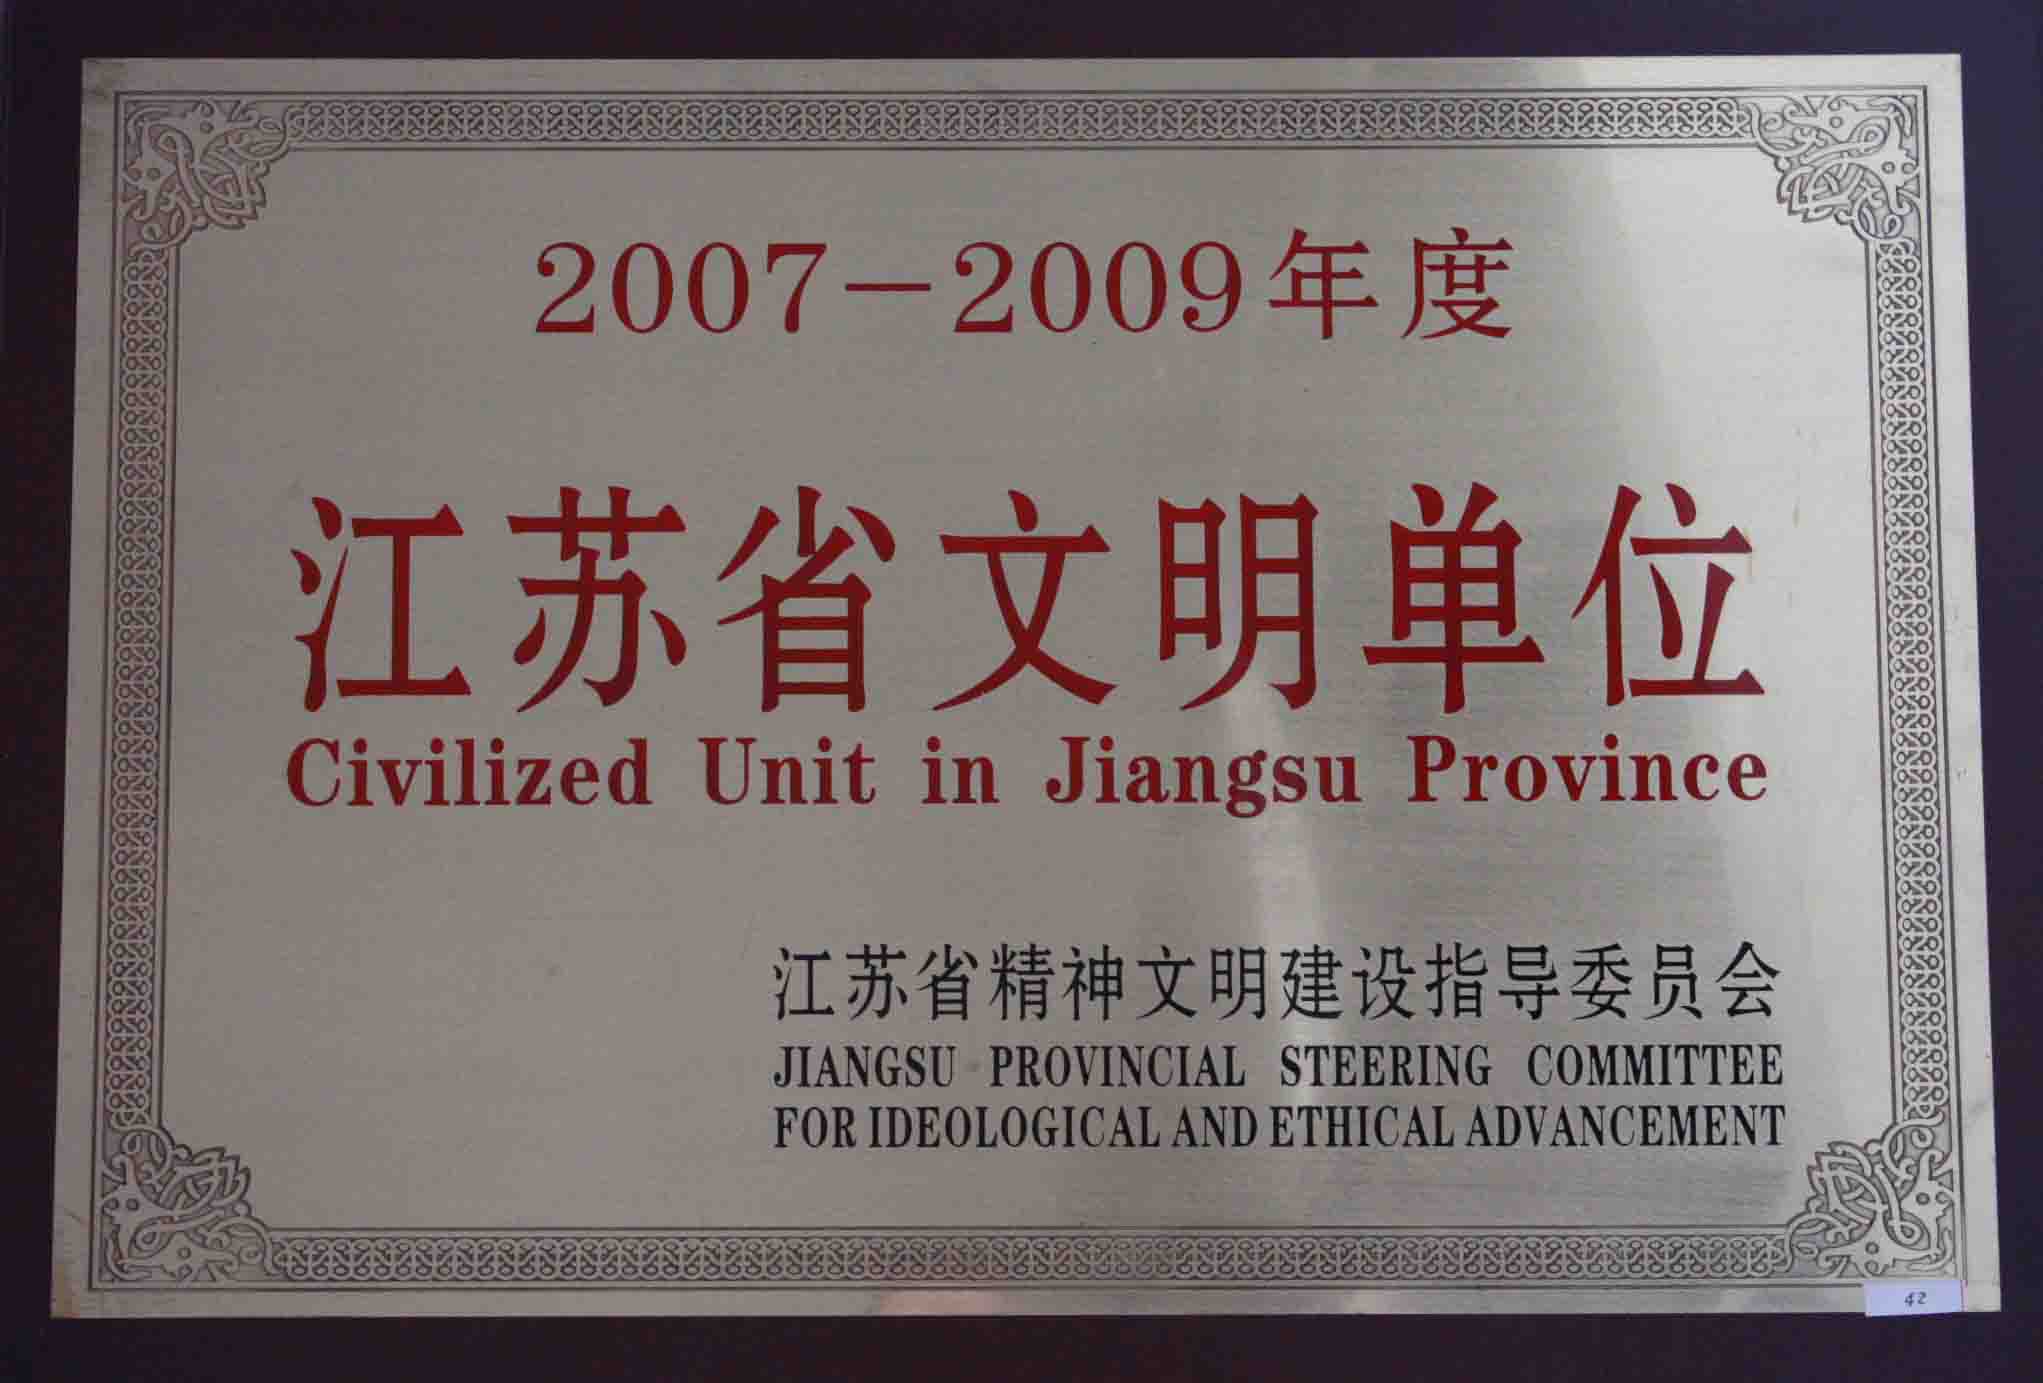 2007-2009年度
江苏省文明单位
Civilized Unit in Jiangsu Province
江苏省精神文明建设指导委员会
JIANGSU PROVINCIAL STEERING COMMITTEE
FOR IDEOLOGICAL AND ETHICAL ADVANCEMENT
42